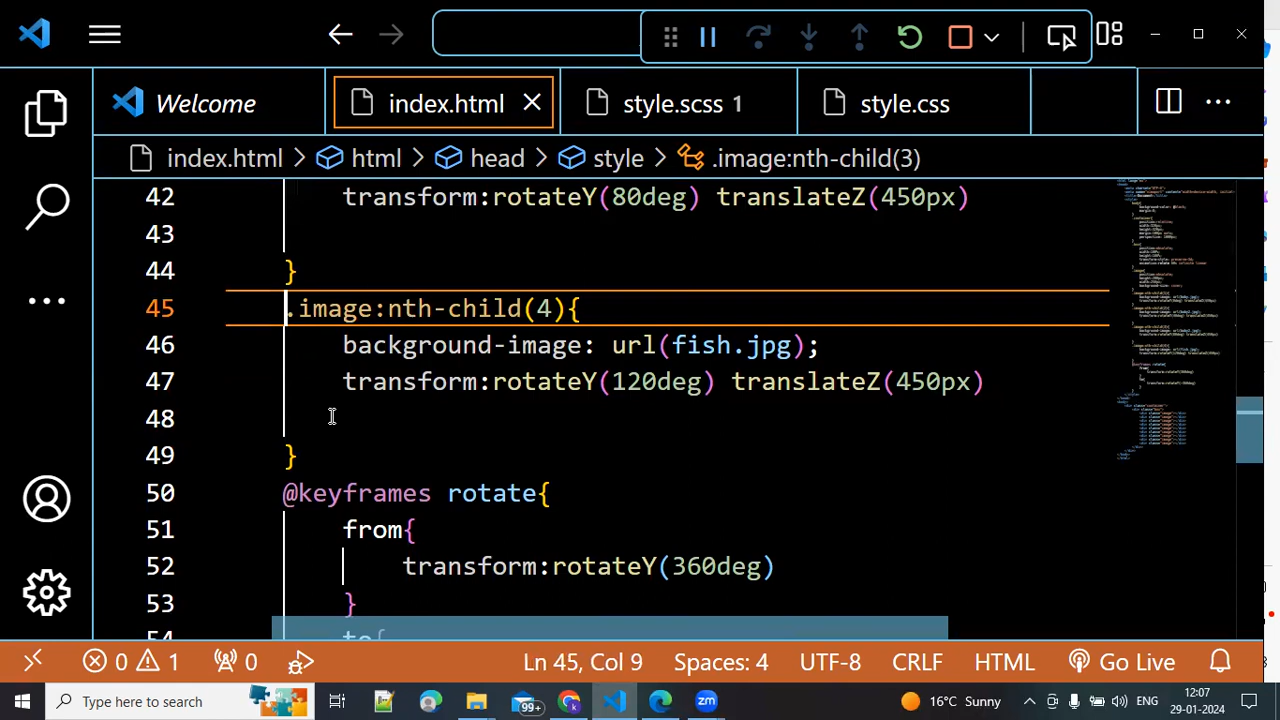 Welcome
index.html
style.scss 1
style.css
index.html > html > head > style > .image:nth-child(3)
42 transform:rotateY(80deg) translateZ(450px)
43
44 }
45 .image:nth-child(4){
46 background-image: url(fish.jpg);
47 transform:rotateY(120deg) translateZ(450px)
48
49 }
50 @keyframes rotate{
51 from{
52 transform:rotateY(360deg)
53 }
54 to{
0 1 0 Ln 45, Col 9 Spaces: 4 UTF-8 CRLF HTML Go Live
Type here to search
99+
zm
16°C Sunny
ENG
12:07
29-01-2024